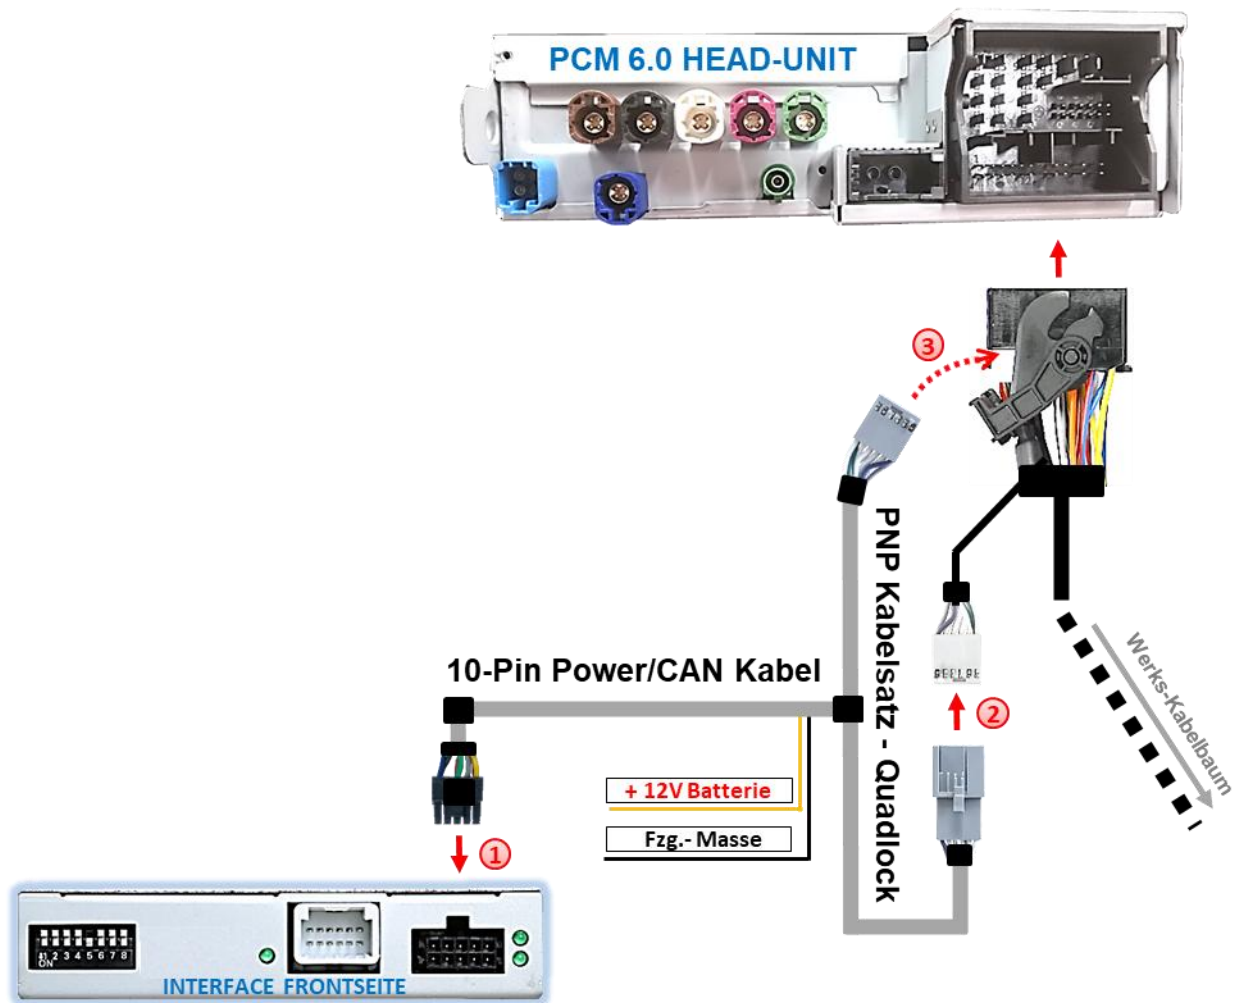 PCM 6.0 HEAD-UNIT
3
PNP Kabelsatz - Quadlock
10-Pin Power/CAN Kabel
2
Werks-Kabelbaum
+ 12V Batterie
Fzg.- Masse
1
1 2 3 4 5 6 7 8
ON
INTERFACE FRONTSEITE